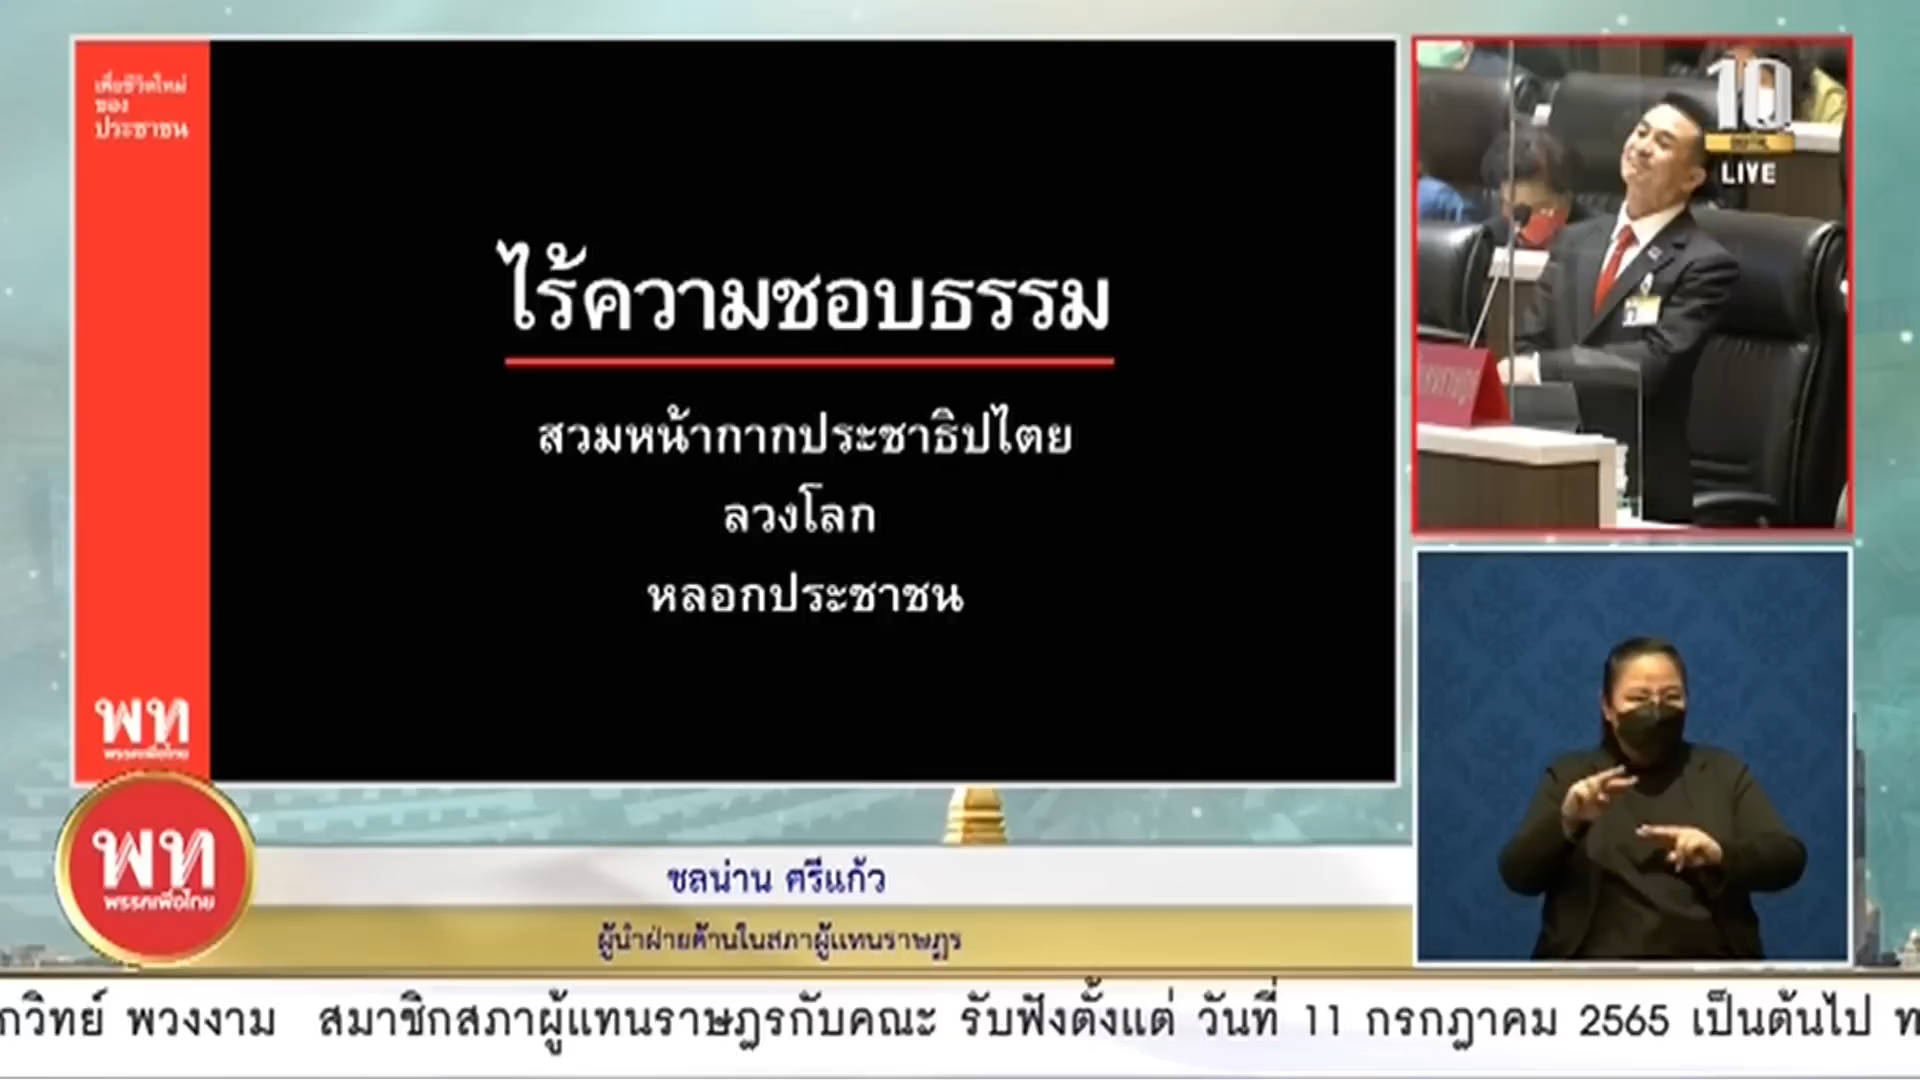 เพื่อชีวิตใหม่
ของ
ประชาชน
ไร้ความชอบธรรม
สวมหน้ากากประชาธิปไตย
ลวงโลก
หลอกประชาชน
พท
พรรคเพื่อไทย
10
LIVE
พท
พรรคเพื่อไทย
ชลน่าน ศรีแก้ว
ผู้นำฝ่ายค้านในสภาผู้แทนราษฎร
กวิทย์ พวงงาม สมาชิกสภาผู้แทนราษฎรกับคณะ รับฟังตั้งแต่ วันที่ 11 กรกฎาคม 2565 เป็นต้นไป ท